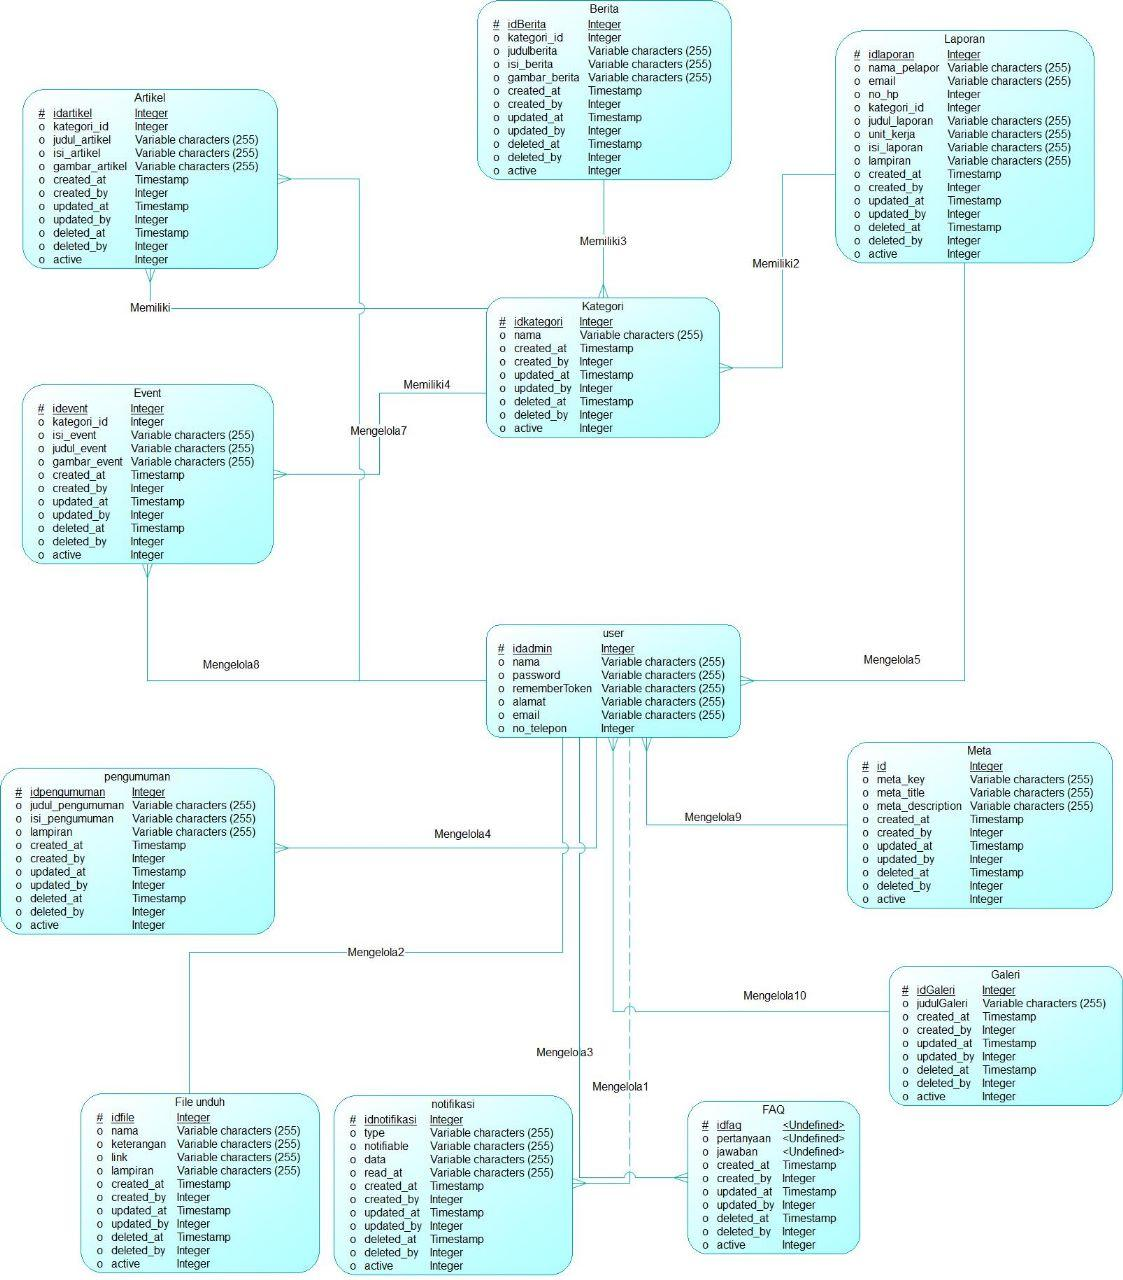 Berita
# idBerita Integer
o kategori_id Integer
o judulberita Variable characters (255)
o isi_berita Variable characters (255)
o gambar_berita Variable characters (255)
o created_at Timestamp
o created_by Integer
o updated_at Timestamp
o updated_by Integer
o deleted_at Timestamp
o deleted_by Integer
o active Integer
Laporan
# idlaporan Integer
o nama_pelapor Variable characters (255)
o email Variable characters (255)
o no_hp Integer
o kategori_id Integer
o judul_laporan Variable characters (255)
o unit_kerja Variable characters (255)
o isi_laporan Variable characters (255)
o lampiran Variable characters (255)
o created_at Timestamp
o created_by Integer
o updated_at Timestamp
o updated_by Integer
o deleted_at Timestamp
o deleted_by Integer
o active Integer
Artikel
# idartikel Integer
o kategori_id Integer
o judul_artikel Variable characters (255)
o isi_artikel Variable characters (255)
o gambar_artikel Variable characters (255)
o created_at Timestamp
o created_by Integer
o updated_at Timestamp
o updated_by Integer
o deleted_at Timestamp
o deleted_by Integer
o active Integer
Memiliki3
Memiliki2
Memiliki
Kategori
# idkategori Integer
o nama Variable characters (255)
o created_at Timestamp
o created_by Integer
o updated_at Timestamp
o updated_by Integer
o deleted_at Timestamp
o deleted_by Integer
o active Integer
Memiliki4
Mengelola7
Event
# idevent Integer
o kategori_id Integer
o isi_event Variable characters (255)
o judul_event Variable characters (255)
o gambar_event Variable characters (255)
o created_at Timestamp
o created_by Integer
o updated_at Timestamp
o updated_by Integer
o deleted_at Timestamp
o deleted_by Integer
o active Integer
user
# idadmin Integer
o nama Variable characters (255)
o password Variable characters (255)
o rememberToken Variable characters (255)
o alamat Variable characters (255)
o email Variable characters (255)
o no_telepon Integer
Mengelola8
Mengelola5
Meta
# id Integer
o meta_key Variable characters (255)
o meta_title Variable characters (255)
o meta_description Variable characters (255)
o created_at Timestamp
o created_by Integer
o updated_at Timestamp
o updated_by Integer
o deleted_at Timestamp
o deleted_by Integer
o active Integer
pengumuman
# idpengumuman Integer
o judul_pengumuman Variable characters (255)
o isi_pengumuman Variable characters (255)
o lampiran Variable characters (255)
o created_at Timestamp
o created_by Integer
o updated_at Timestamp
o updated_by Integer
o deleted_at Timestamp
o deleted_by Integer
o active Integer
Mengelola9
Mengelola4
Mengelola2
Galeri
# idGaleri Integer
o judulGaleri Variable characters (255)
o created_at Timestamp
o created_by Integer
o updated_at Timestamp
o updated_by Integer
o deleted_at Timestamp
o deleted_by Integer
o active Integer
Mengelola10
Mengelola3
Mengelola1
File unduh
# idfile Integer
o nama Variable characters (255)
o keterangan Variable characters (255)
o link Variable characters (255)
o lampiran Variable characters (255)
o created_at Timestamp
o created_by Integer
o updated_at Timestamp
o updated_by Integer
o deleted_at Timestamp
o deleted_by Integer
o active Integer
notifikasi
# idnotifikasi Integer
o type Variable characters (255)
o notifiable Variable characters (255)
o data Variable characters (255)
o read_at Variable characters (255)
o created_at Timestamp
o created_by Integer
o updated_at Timestamp
o updated_by Integer
o deleted_at Timestamp
o deleted_by Integer
o active Integer
FAQ
# idfaq <Undefined>
o pertanyaan <Undefined>
o jawaban <Undefined>
o created_at Timestamp
o created_by Integer
o updated_at Timestamp
o updated_by Integer
o deleted_at Timestamp
o deleted_by Integer
o active Integer